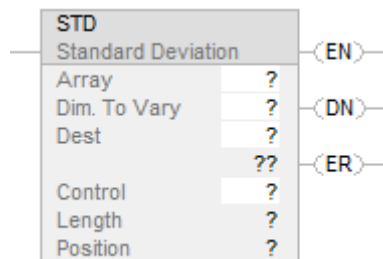 STD
Standard Deviation (EN)
Array ?
Dim. To Vary ? (DN)
Dest ?
?? (ER)
Control ?
Length ?
Position ?